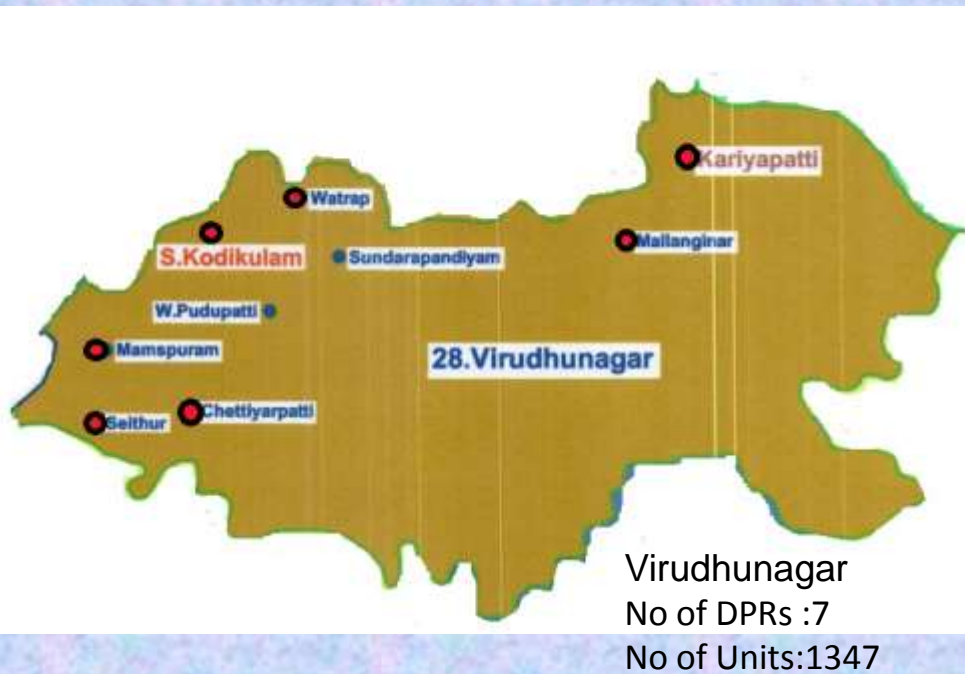 Kariyapatti
Watrap
Mallanginar
S.Kodikulam
Sundarapandiyam
W.Pudupatti
Mamspuram
28.Virudhunagar
Chettiyarpatti
Seithur
Virudhunagar
No of DPRs :7
No of Units:1347